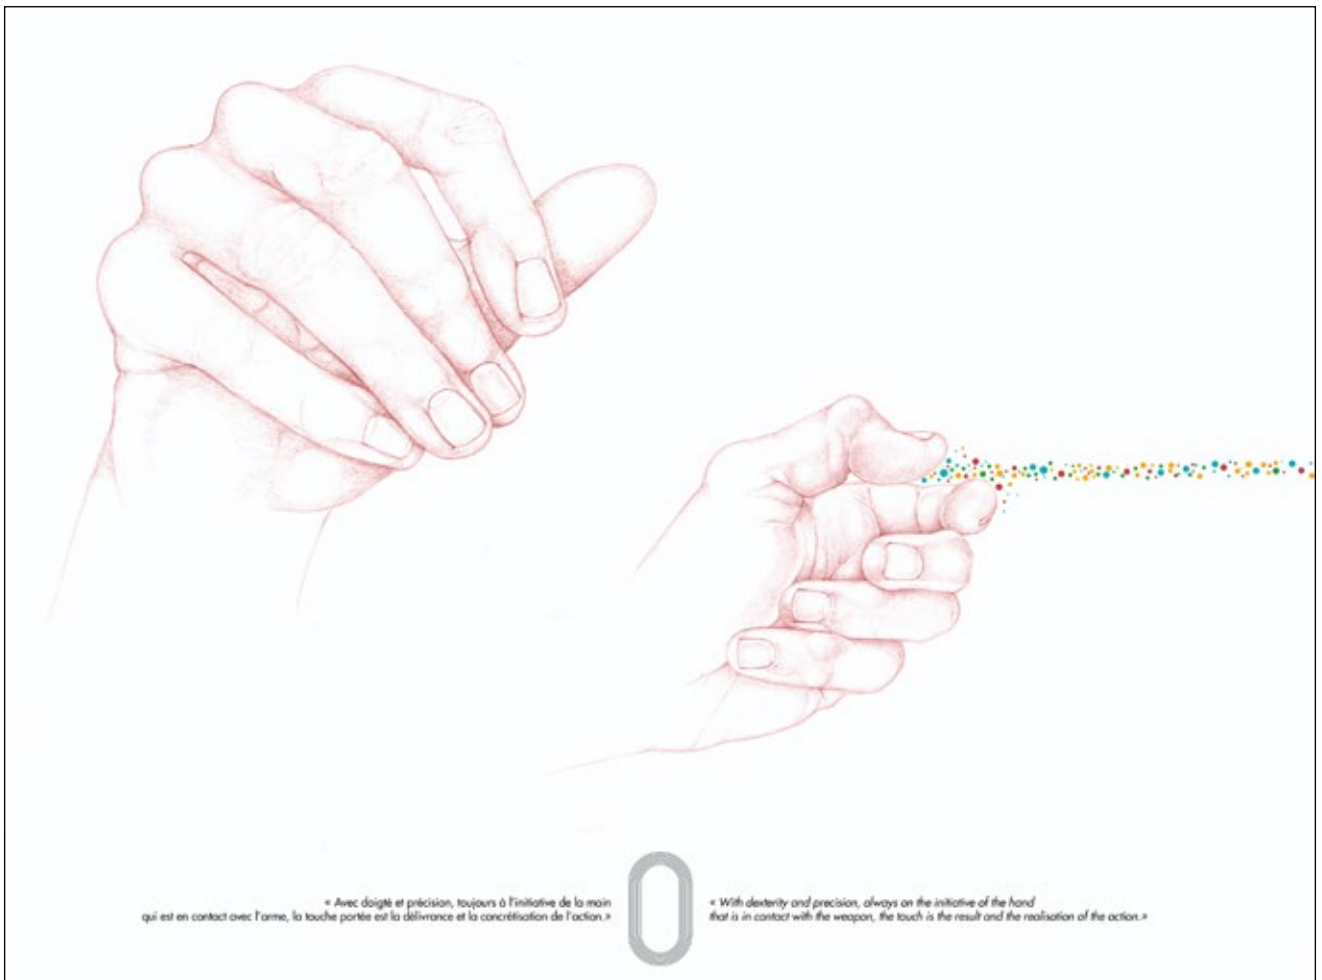 « Avec doigté et précision, toujours à l'initiative de la main
qui est en contact avec l'arme, la touche portée est la délivrance et la concrétisation de l'action.»
« With dexterity and precision, always on the initiative of the hand
that is in contact with the weapon, the touch is the result and the realisation of the action.»